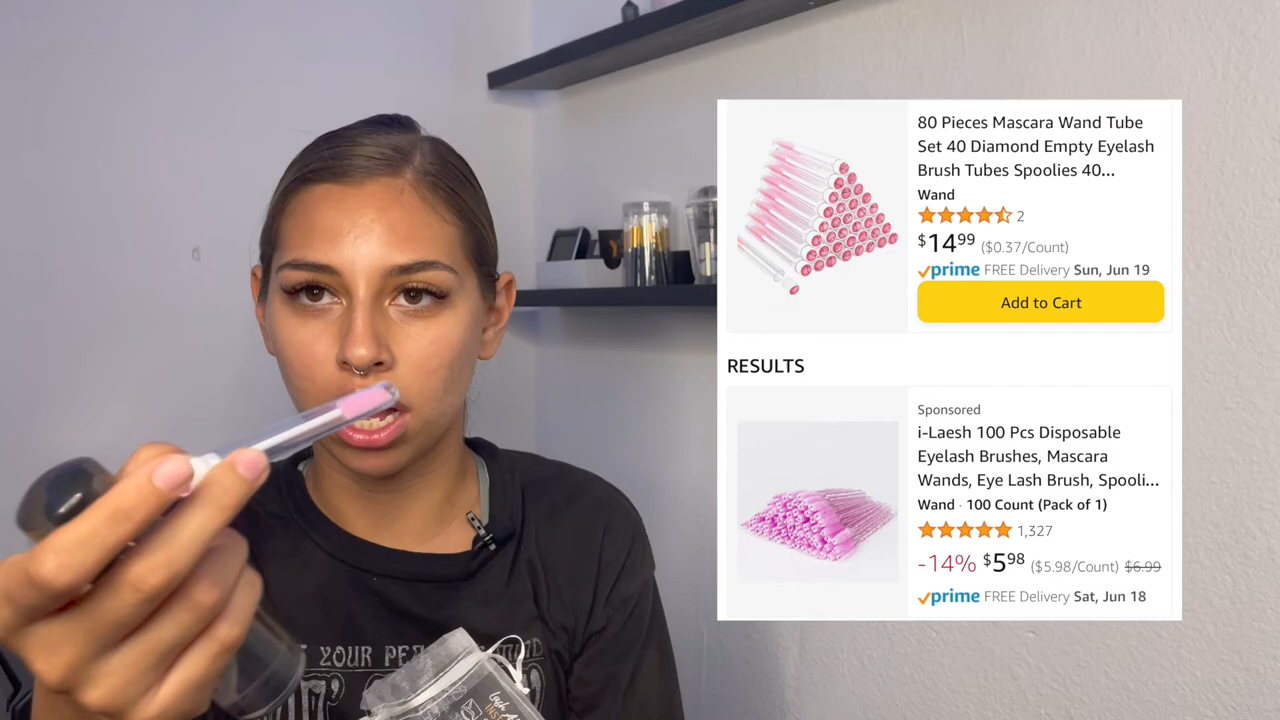 80 Pieces Mascara Wand Tube
Set 40 Diamond Empty Eyelash
Brush Tubes Spoolies 40...
Wand
2
$14 99 ($0.37/Count)
prime FREE Delivery Sun, Jun 19
Add to Cart
RESULTS
Sponsored
i-Laesh 100 Pcs Disposable
Eyelash Brushes, Mascara
Wands, Eye Lash Brush, Spooli...
Wand · 100 Count (Pack of 1)
1,327
-14% $5 98 ($5.98/Count) $6.99
prime FREE Delivery Sat, Jun 18
YOUR
Lash